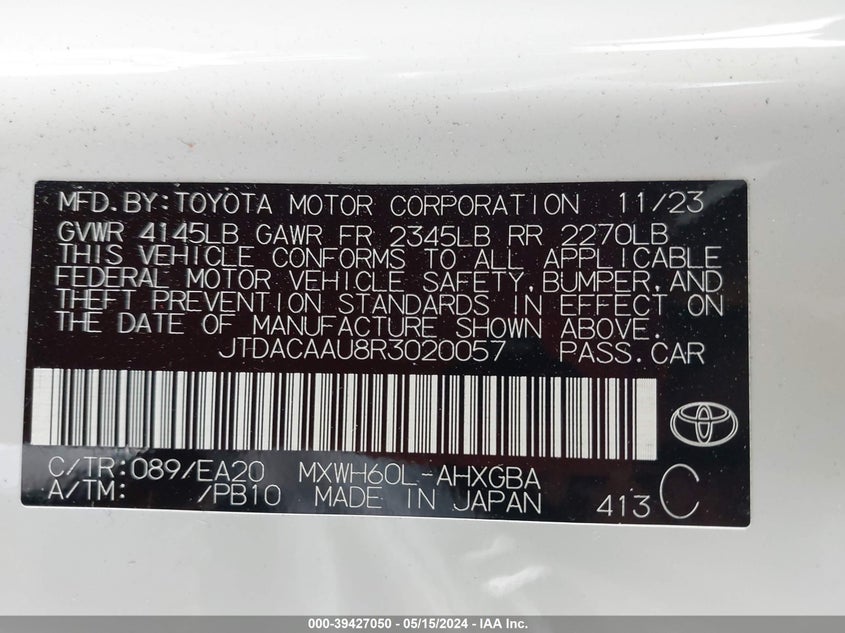 MFD. BY: TOYOTA MOTOR CORPORATION 11/23
GVWR 4145LB GAWR FR 2345LB RR 2270LB
THIS VEHICLE CONFORMS TO ALL APPLICABLE
FEDERAL MOTOR VEHICLE SAFETY, BUMPER, AND
THEFT PREVENTION STANDARDS IN EFFECT ON
THE DATE OF MANUFACTURE SHOWN ABOVE.
JTDACAAU8R3020057 PASS. CAR
C/TR: 089/EA20 MXWH60L-AHXGBA
A/TM: /PB10 MADE IN JAPAN 413 C
000-39427050 - 05/15/2024 - IAA Inc.